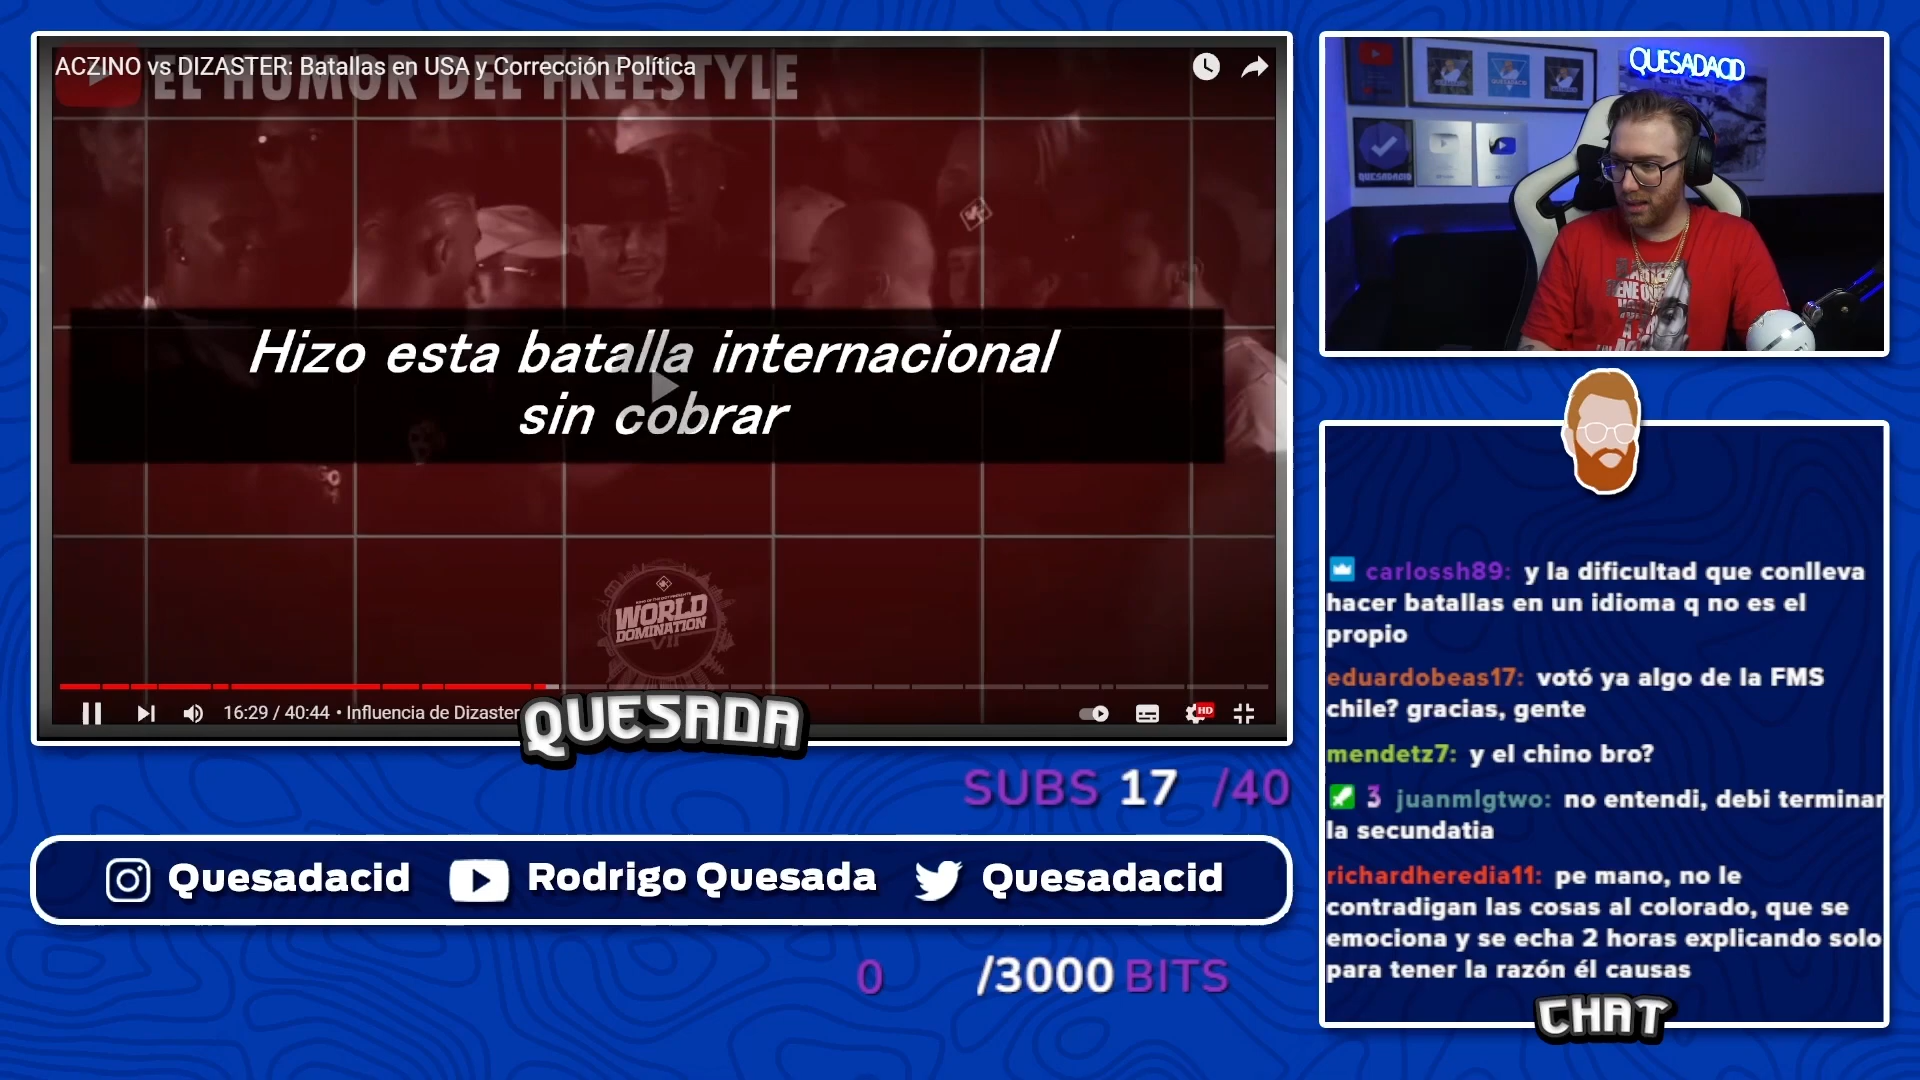 ACZINO vs DIZASTER: Batallas en USA y Corrección Política
EL HUMOR DEL FREESTYLE
Hizo esta batalla internacional
sin cobrar
WORLD
DOMINATION
VII
16:29 / 40:44 • Influencia de Dizaster
HD
QUESADA
SUBS 17 /40
Quesadacid
Rodrigo Quesada
Quesadacid
0 /3000 BITS
QUESADACID
QUESADACID
carlossh89: y la dificultad que conlleva
hacer batallas en un idioma q no es el
propio
eduardobeas17: votó ya algo de la FMS
chile? gracias, gente
mendetz7: y el chino bro?
3 juanmlgtwo: no entendi, debi terminar
la secundatia
richardheredia11: pe mano, no le
contradigan las cosas al colorado, que se
emociona y se echa 2 horas explicando solo
para tener la razón él causas
CHAT